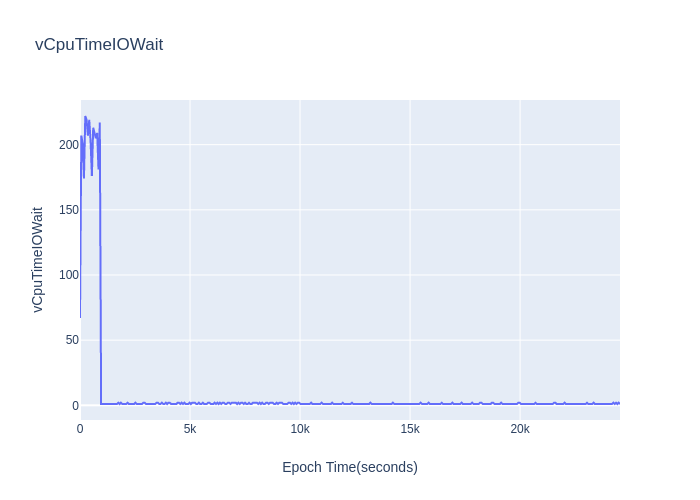 vCpuTimeIOWait
200
150
100
50
0
vCpuTimeIOWait
0 5k 10k 15k 20k
Epoch Time(seconds)